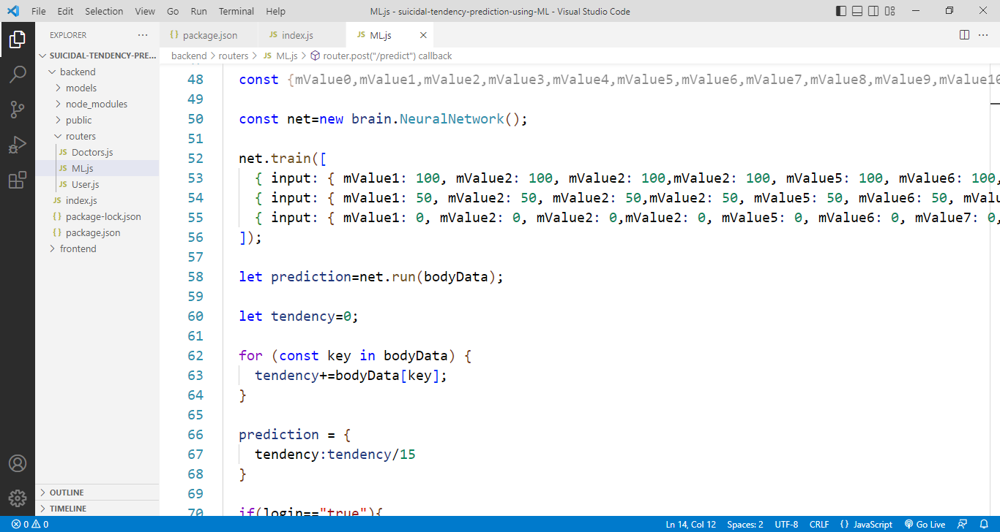 File Edit Selection View Go Run Terminal Help ML.js - suicidal-tendency-prediction-using-ML - Visual Studio Code
EXPLORER
SUICIDAL-TENDENCY-PRE...
backend
models
node_modules
public
routers
JS Doctors.js
JS ML.js
JS User.js
JS index.js
{} package-lock.json
{} package.json
frontend
OUTLINE
TIMELINE
{} package.json JS index.js JS ML.js
backend > routers > JS ML.js > router.post("/predict") callback
48 const {mValue0,mValue1,mValue2,mValue3,mValue4,mValue5,mValue6,mValue7,mValue8,mValue9,mValue10
49
50 const net=new brain.NeuralNetwork();
51
52 net.train([
53 { input: { mValue1: 100, mValue2: 100, mValue2: 100,mValue2: 100, mValue5: 100, mValue6: 100,
54 { input: { mValue1: 50, mValue2: 50, mValue2: 50,mValue2: 50, mValue5: 50, mValue6: 50, mValu
55 { input: { mValue1: 0, mValue2: 0, mValue2: 0,mValue2: 0, mValue5: 0, mValue6: 0, mValue7: 0,
56 ]);
57
58 let prediction=net.run(bodyData);
59
60 let tendency=0;
61
62 for (const key in bodyData) {
63 tendency+=bodyData[key];
64 }
65
66 prediction = {
67 tendency:tendency/15
68 }
69
70 if(login=="true"){
0 0 Ln 14, Col 12 Spaces: 2 UTF-8 CRLF {} JavaScript Go Live